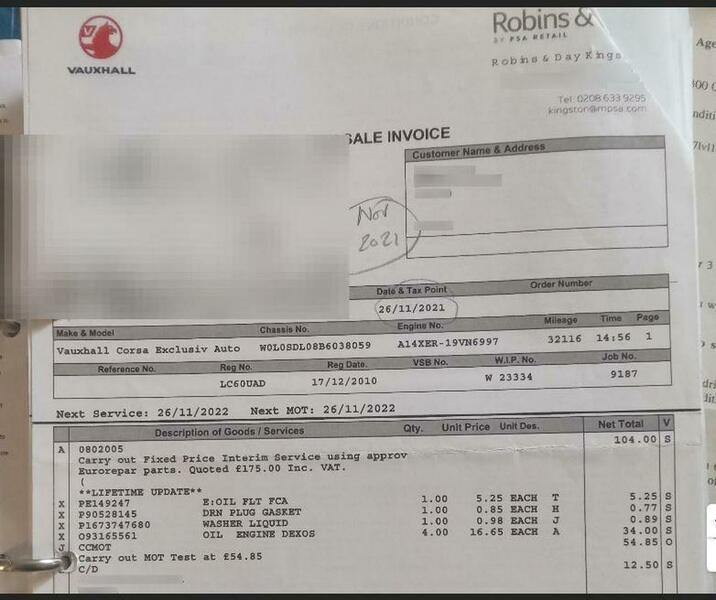 VAUXHALL
Robins &
BY PSA RETAIL
Robins & Day Kings
Tel: 0208 633 9295
kingston@mpsa.com
SALE INVOICE
Customer Name & Address
Nov
2021
Date & Tax Point Order Number
26/11/2021
Make & Model Chassis No. Engine No. Mileage Time Page
Vauxhall Corsa Exclusiv Auto W0L0SDL08B6038059 A14XER-19VN6997 32116 14:56 1
Reference No. Reg No. Reg Date. VSB No. W.I.P. No. Job No.
LC60UAD 17/12/2010 W 23334 9187
Next Service: 26/11/2022 Next MOT: 26/11/2022
Description of Goods / Services Qty. Unit Price Unit Des. Net Total V
A 0802005 104.00 S
Carry out Fixed Price Interim Service using approv
Eurorepar parts. Quoted £175.00 Inc. VAT.
(
**LIFETIME UPDATE**
X PE149247 E:OIL FLT FCA 1.00 5.25 EACH T 5.25 S
X P90528145 DRN PLUG GASKET 1.00 0.85 EACH H 0.77 S
X P1673747680 WASHER LIQUID 1.00 0.98 EACH J 0.89 S
X O93165561 OIL ENGINE DEXOS 4.00 16.65 EACH A 34.00 S
J CCMOT 54.85 O
Carry out MOT Test at £54.85
X C/D 12.50 S